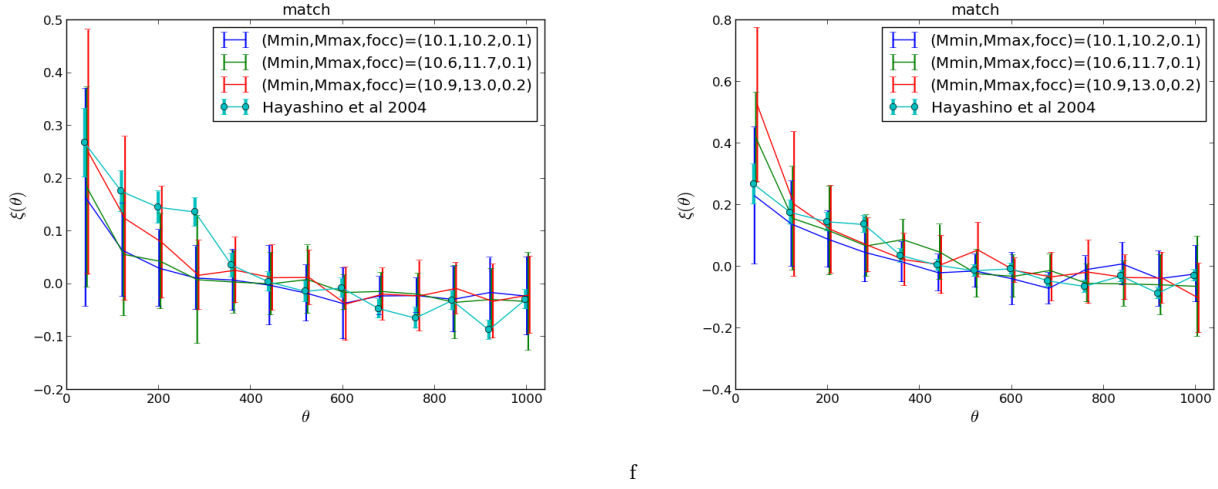 match
0.5
0.4
0.3
0.2
0.1
0.0
−0.1
−0.2
0 200 400 600 800 1000
ξ(θ)
θ
(Mmin,Mmax,focc)=(10.1,10.2,0.1)
(Mmin,Mmax,focc)=(10.6,11.7,0.1)
(Mmin,Mmax,focc)=(10.9,13.0,0.2)
Hayashino et al 2004
match
0.8
0.6
0.4
0.2
0.0
−0.2
−0.4
0 200 400 600 800 1000
ξ(θ)
θ
(Mmin,Mmax,focc)=(10.1,10.2,0.1)
(Mmin,Mmax,focc)=(10.6,11.7,0.1)
(Mmin,Mmax,focc)=(10.9,13.0,0.2)
Hayashino et al 2004
f